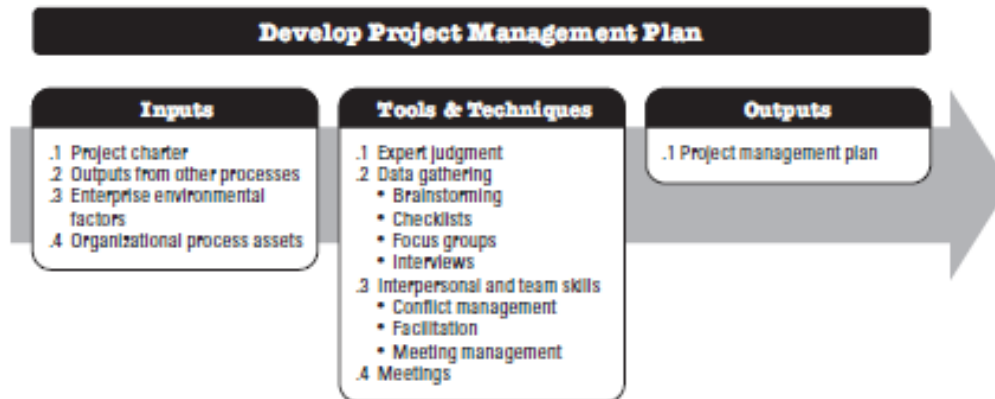 Develop Project Management Plan
Inputs
.1 Project charter
.2 Outputs from other processes
.3 Enterprise environmental
factors
.4 Organizational process assets
Tools & Techniques
.1 Expert judgment
.2 Data gathering
• Brainstorming
• Checklists
• Focus groups
• Interviews
.3 Interpersonal and team skills
• Conflict management
• Facilitation
• Meeting management
.4 Meetings
Outputs
.1 Project management plan